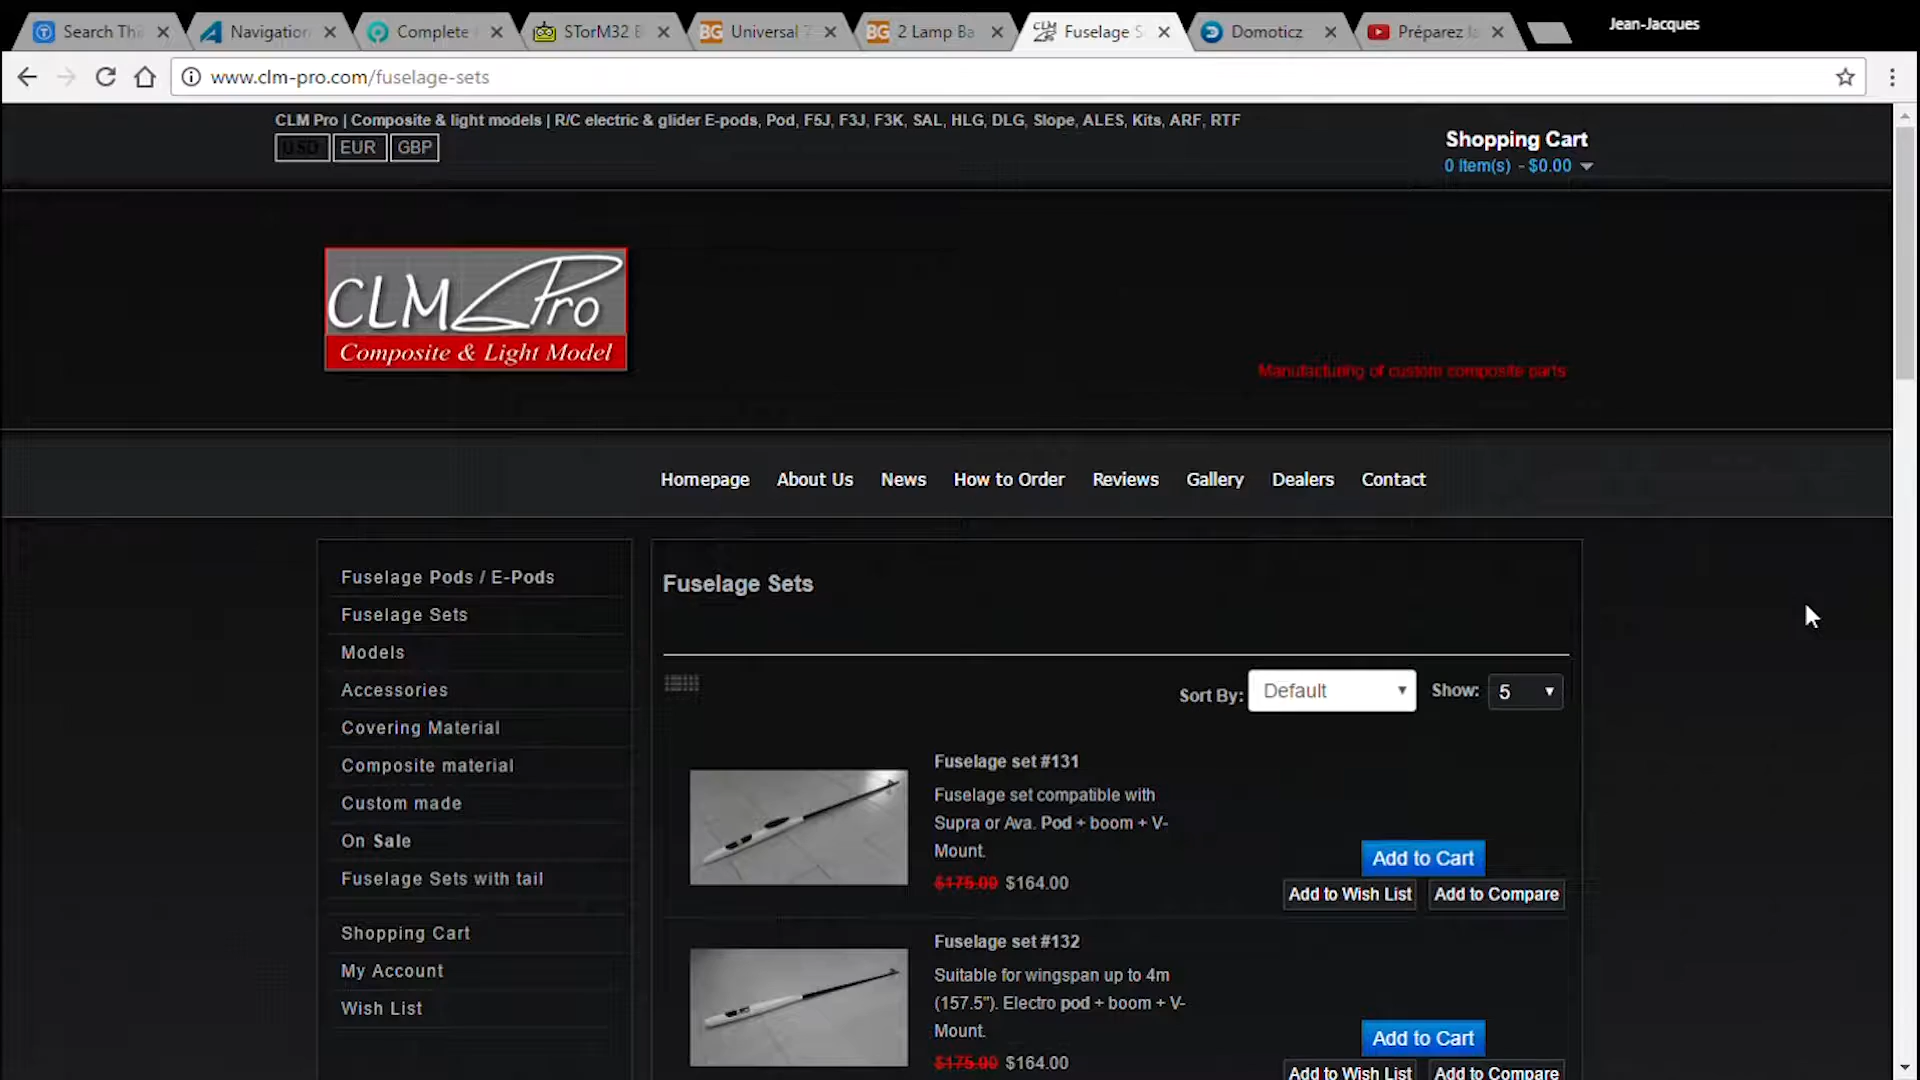 Search Thi
Navigation
Complete
STorM32 B
Universal 7
2 Lamp Ba
Fuselage S
Domoticz
Préparez la
Jean-Jacques
www.clm-pro.com/fuselage-sets
CLM Pro | Composite & light models | R/C electric & glider E-pods, Pod, F5J, F3J, F3K, SAL, HLG, DLG, Slope, ALES, Kits, ARF, RTF
USD EUR GBP
Shopping Cart
0 Item(s) - $0.00
CLM Pro
Composite & Light Model
Manufacturing of custom composite parts
Homepage About Us News How to Order Reviews Gallery Dealers Contact
Fuselage Pods / E-Pods
Fuselage Sets
Models
Accessories
Covering Material
Composite material
Custom made
On Sale
Fuselage Sets with tail
Shopping Cart
My Account
Wish List
Fuselage Sets
Sort By: Default Show: 5
Fuselage set #131
Fuselage set compatible with
Supra or Ava. Pod + boom + V-
Mount.
$175.00 $164.00
Add to Cart
Add to Wish List Add to Compare
Fuselage set #132
Suitable for wingspan up to 4m
(157.5"). Electro pod + boom + V-
Mount.
$175.00 $164.00
Add to Cart
Add to Wish List Add to Compare